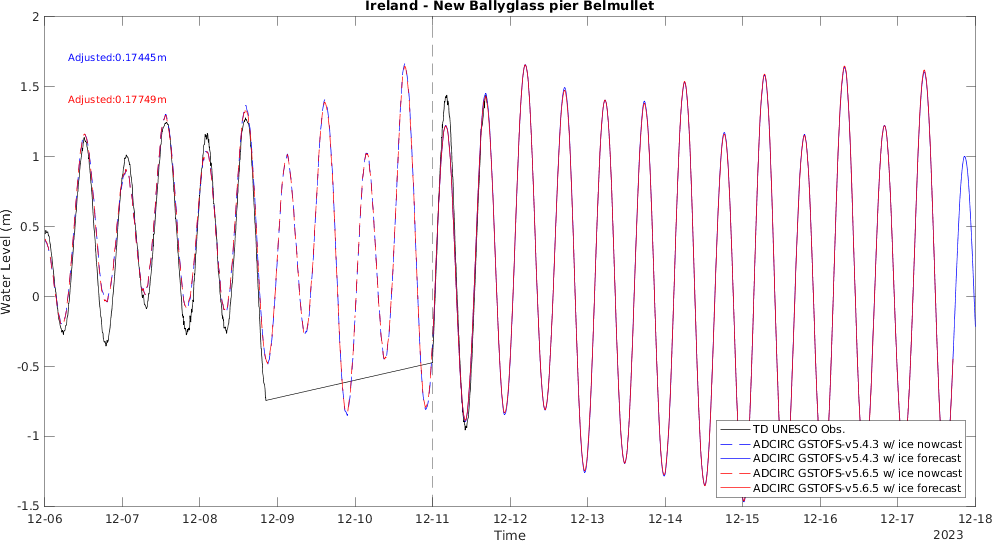 Ireland - New Ballyglass pier Belmullet
Adjusted:0.17445m
Adjusted:0.17749m
Water Level (m)
2
1.5
1
0.5
0
-0.5
-1
-1.5
TD UNESCO Obs.
ADCIRC GSTOFS-v5.4.3 w/ ice nowcast
ADCIRC GSTOFS-v5.4.3 w/ ice forecast
ADCIRC GSTOFS-v5.6.5 w/ ice nowcast
ADCIRC GSTOFS-v5.6.5 w/ ice forecast
12-06 12-07 12-08 12-09 12-10 12-11 12-12 12-13 12-14 12-15 12-16 12-17 12-18
Time
2023